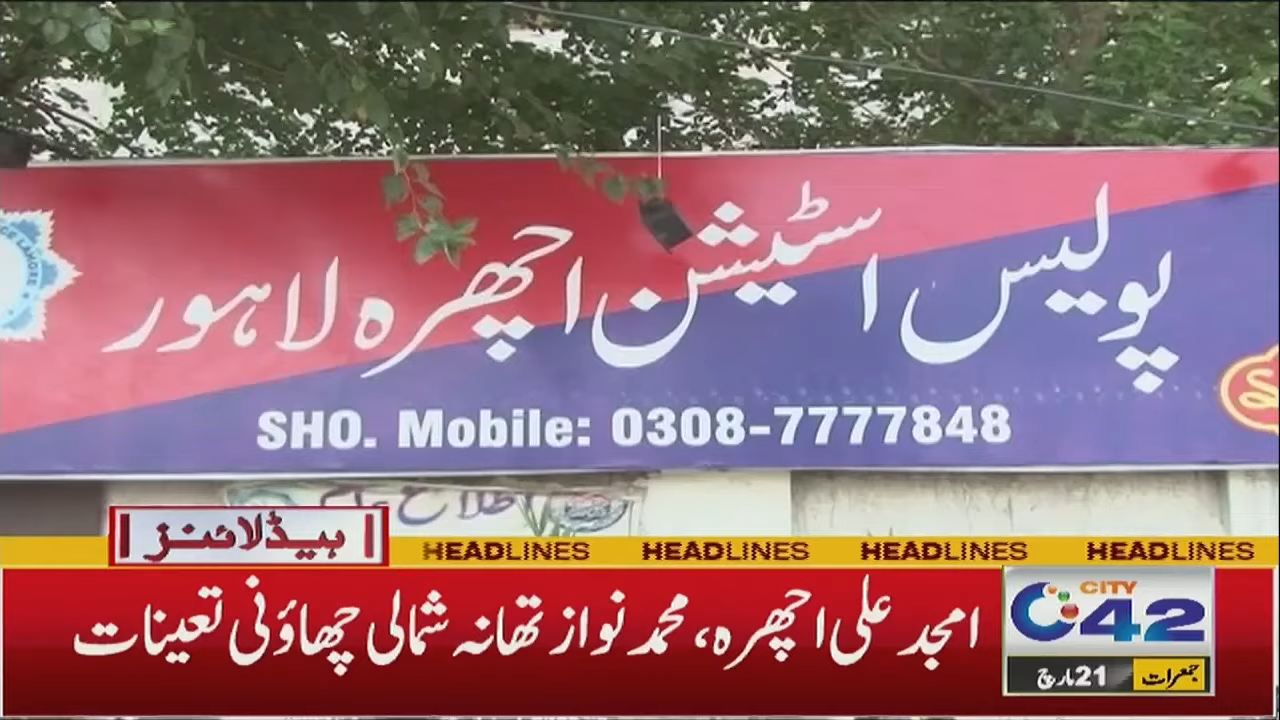 پولیس اسٹیشن اچھرہ لاہور
SHO. Mobile: 0308-7777848
ہیڈلائنز
HEADLINES HEADLINES HEADLINES HEADLINES
امجد علی اچھرہ، محمد نواز تھانہ شمالی چھاؤنی تعینات
CITY
42
جمعرات 21 مارچ